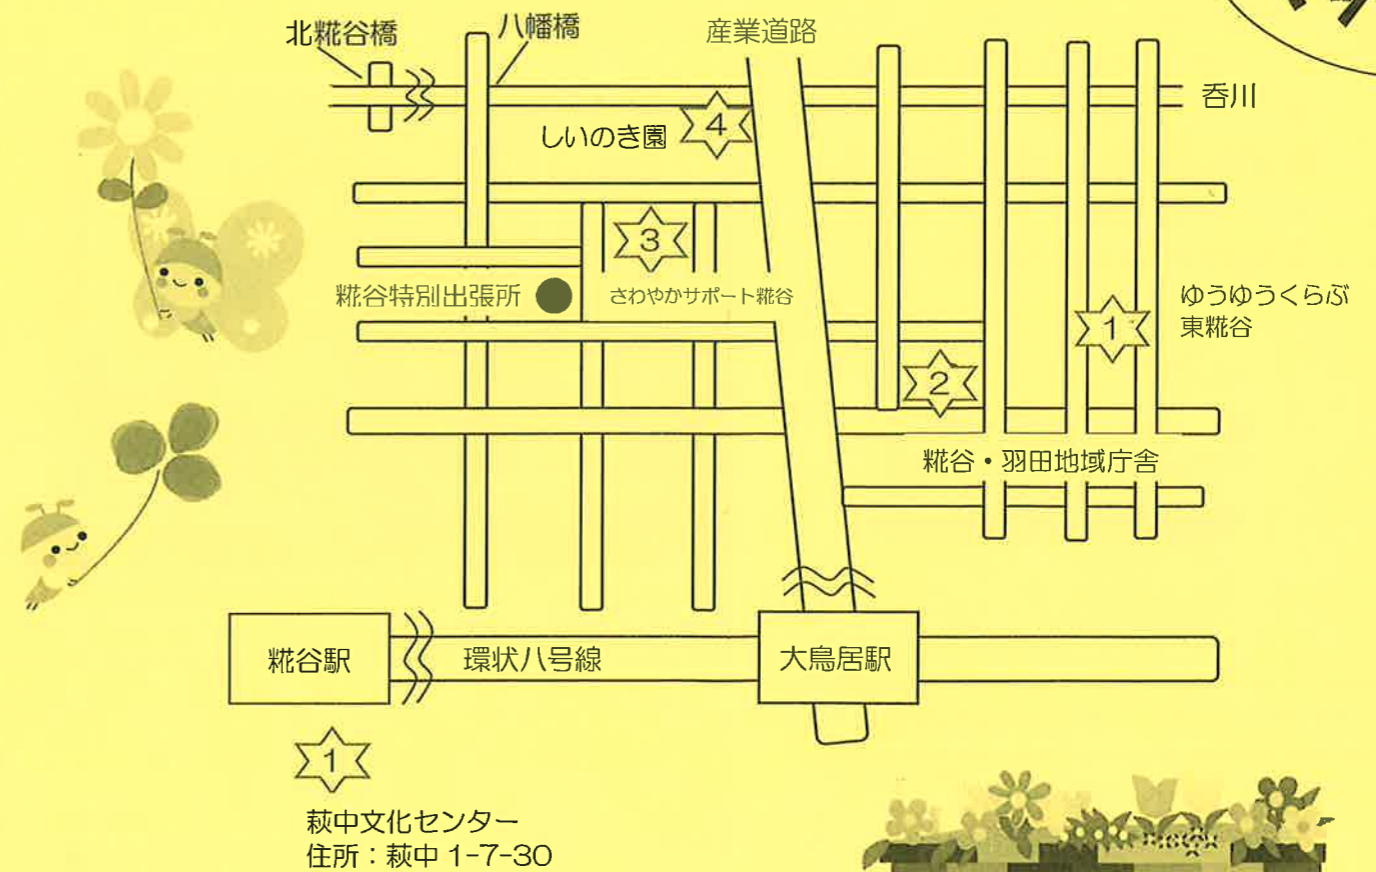 北糀谷橋
八幡橋
産業道路
呑川
しいのき園
4
3
糀谷特別出張所
さわやかサポート糀谷
ゆうゆうくらぶ
東糀谷
1
2
糀谷・羽田地域庁舎
糀谷駅
環状八号線
大鳥居駅
1
萩中文化センター
住所：萩中 1-7-30